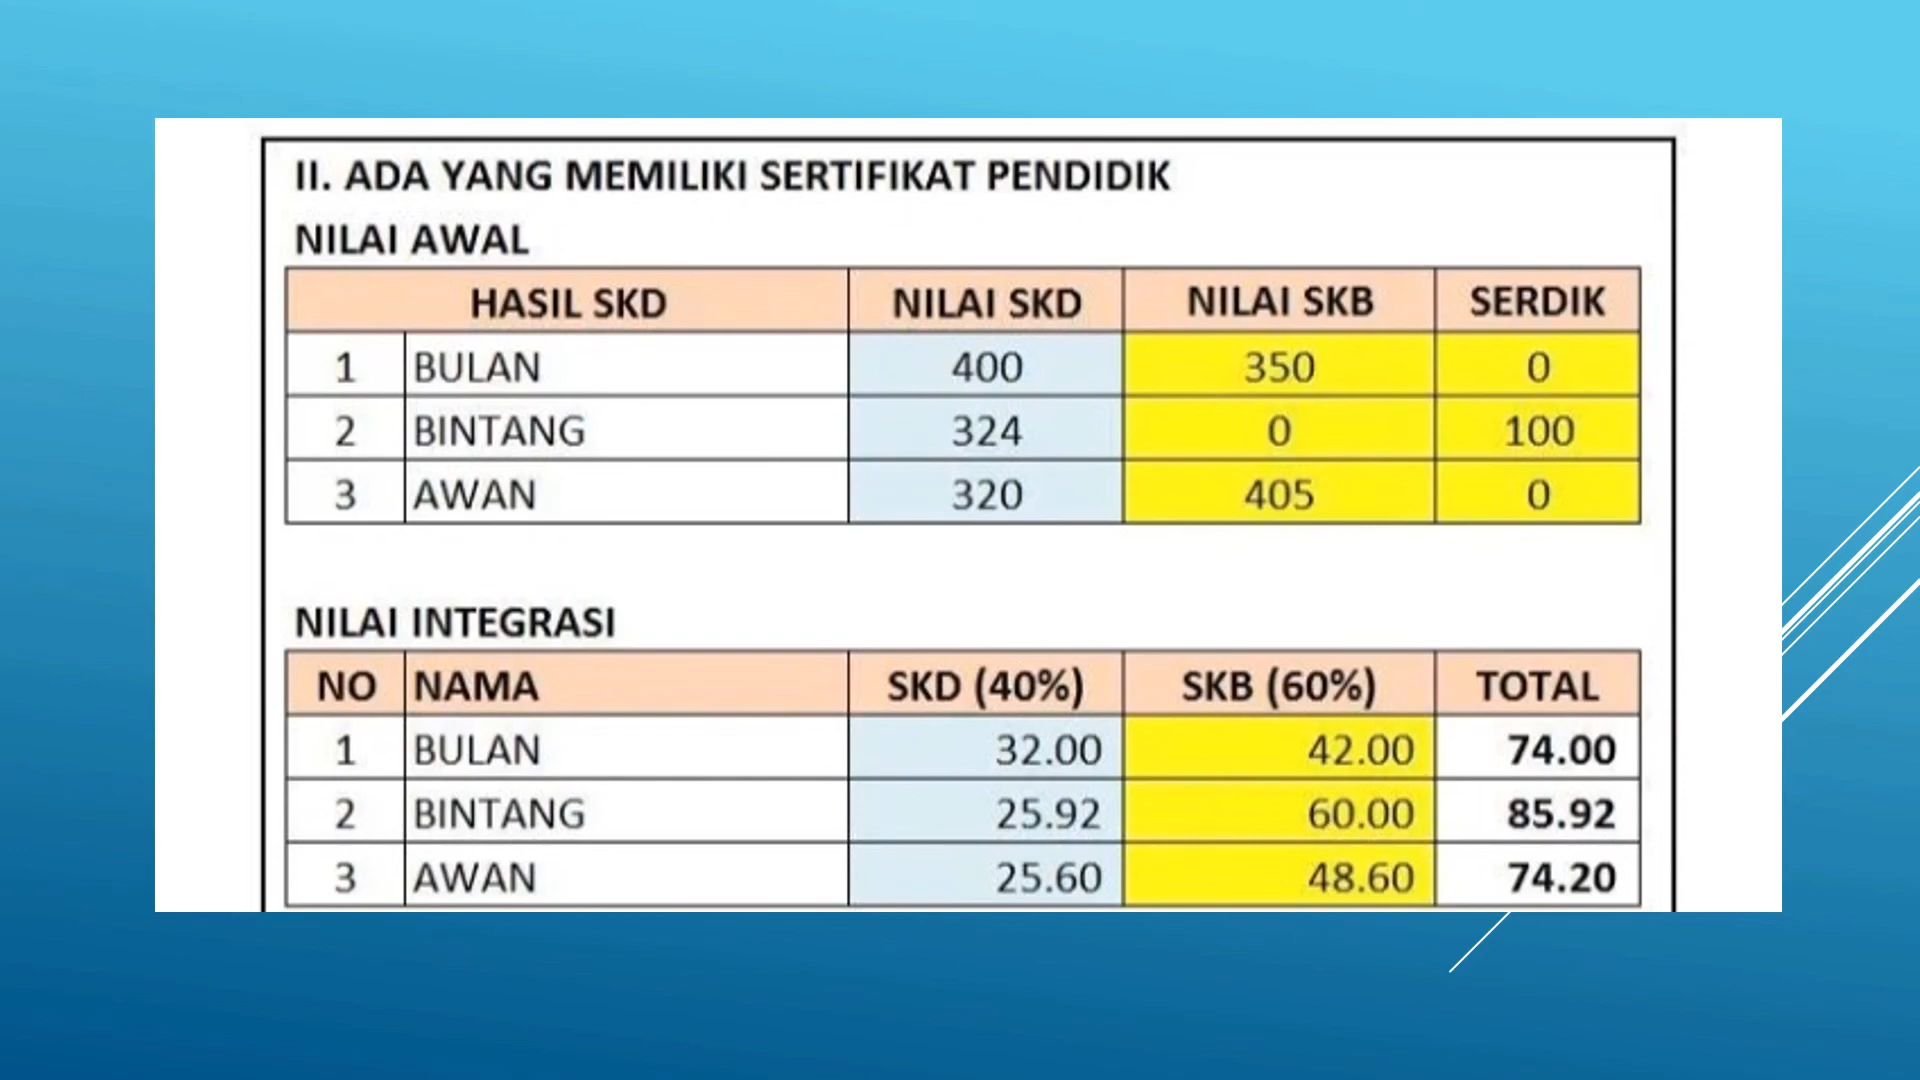 II. ADA YANG MEMILIKI SERTIFIKAT PENDIDIK
NILAI AWAL
HASIL SKD NILAI SKD NILAI SKB SERDIK
1 BULAN 400 350 0
2 BINTANG 324 0 100
3 AWAN 320 405 0
NILAI INTEGRASI
NO NAMA SKD (40%) SKB (60%) TOTAL
1 BULAN 32.00 42.00 74.00
2 BINTANG 25.92 60.00 85.92
3 AWAN 25.60 48.60 74.20